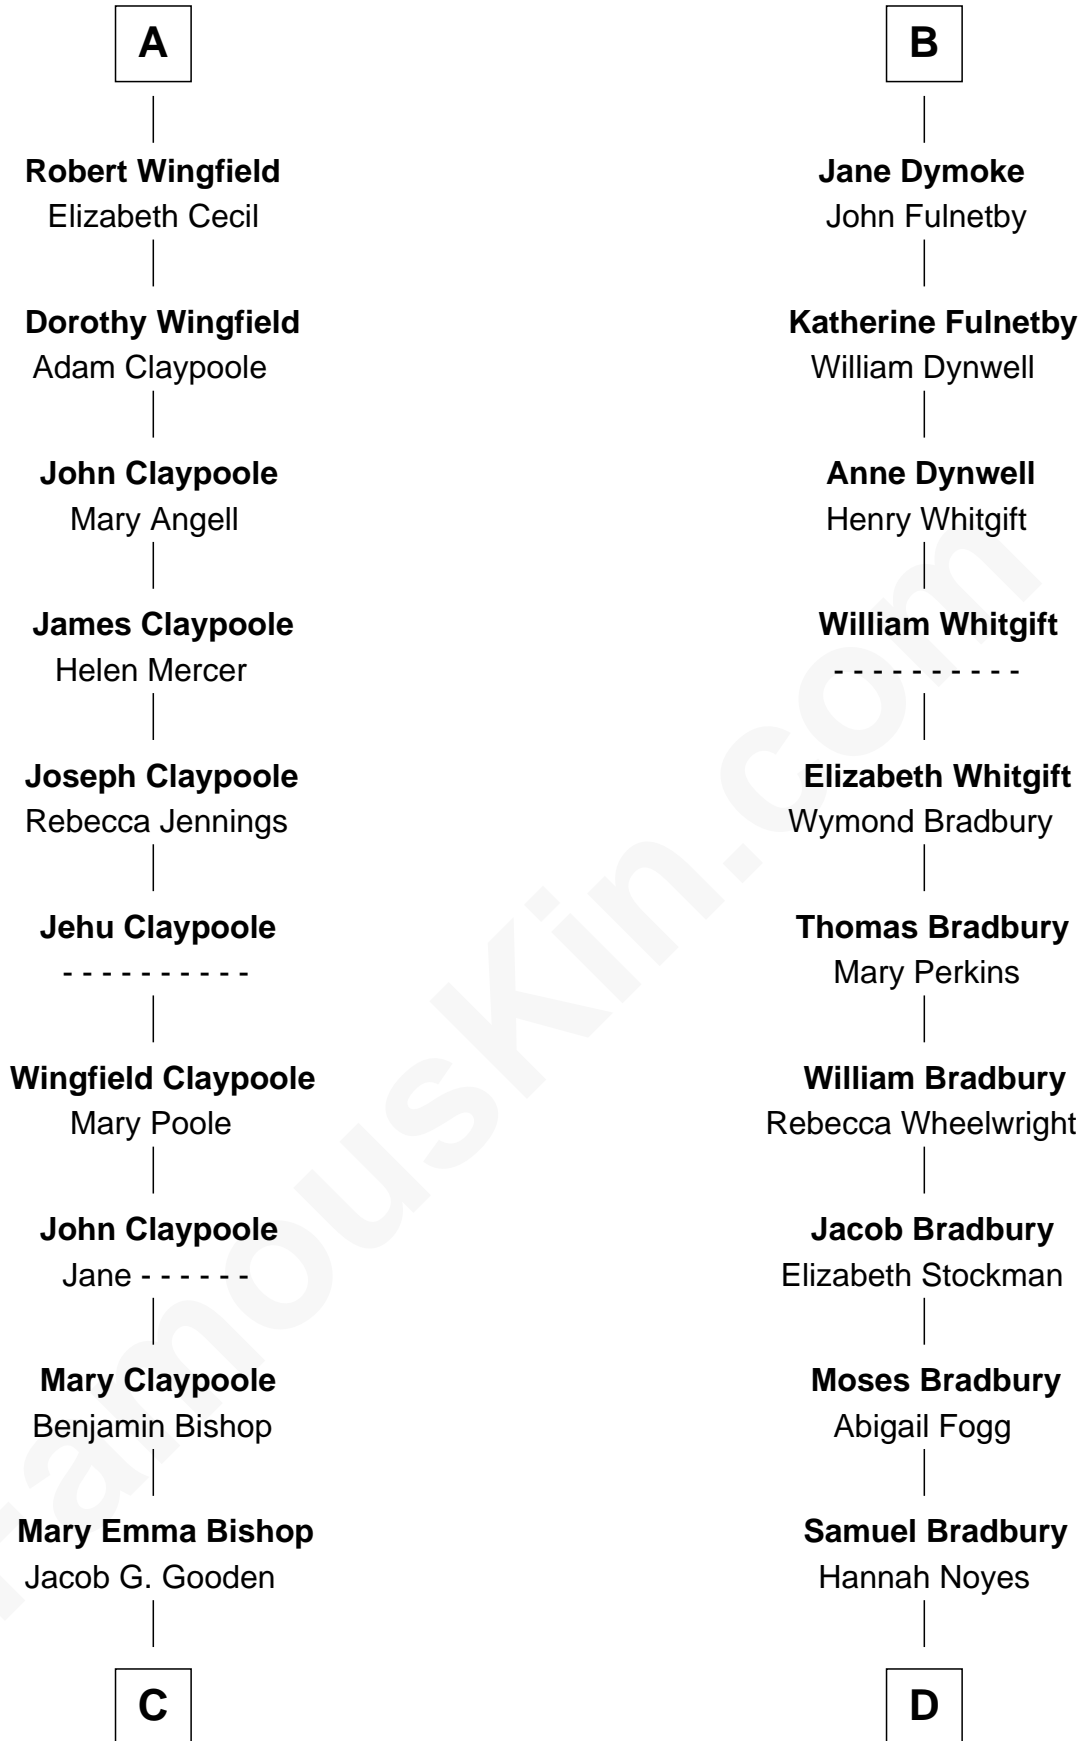 A
Robert Wingfield
Elizabeth Cecil
Dorothy Wingfield
Adam Claypoole
John Claypoole
Mary Angell
James Claypoole
Helen Mercer
Joseph Claypoole
Rebecca Jennings
Jehu Claypoole
- - - - - - - - - -
Wingfield Claypoole
Mary Poole
John Claypoole
Jane - - - - - -
Mary Claypoole
Benjamin Bishop
Mary Emma Bishop
Jacob G. Gooden
C
B
Jane Dymoke
John Fulnetby
Katherine Fulnetby
William Dynwell
Anne Dynwell
Henry Whitgift
William Whitgift
- - - - - - - - - -
Elizabeth Whitgift
Wymond Bradbury
Thomas Bradbury
Mary Perkins
William Bradbury
Rebecca Wheelwright
Jacob Bradbury
Elizabeth Stockman
Moses Bradbury
Abigail Fogg
Samuel Bradbury
Hannah Noyes
D
FamousKin.com